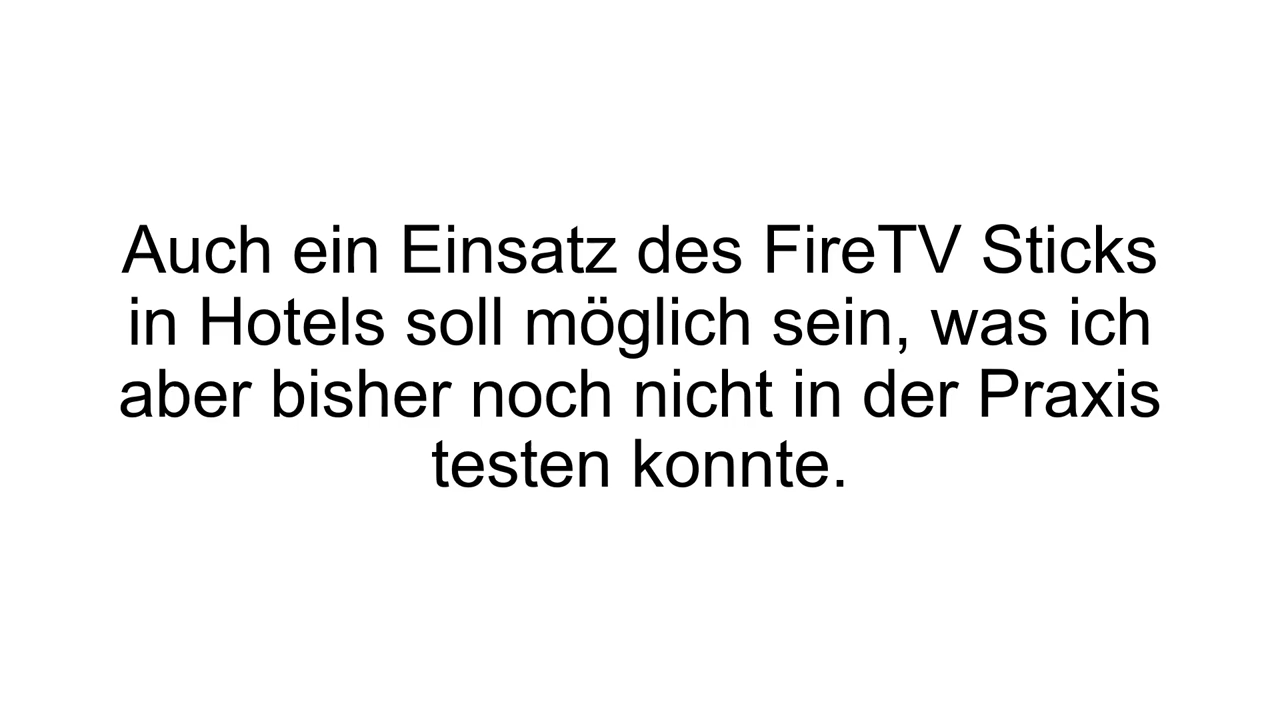 Auch ein Einsatz des FireTV Sticks
in Hotels soll möglich sein, was ich
aber bisher noch nicht in der Praxis
testen konnte.